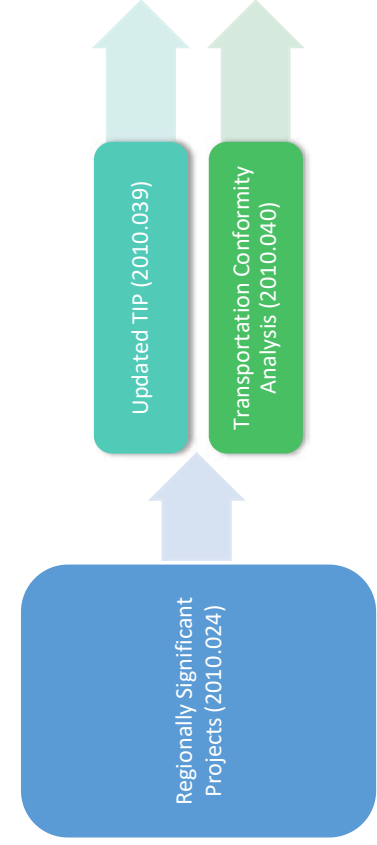 Regionally Significant
Projects (2010.024)
Updated TIP (2010.039)
Transportation Conformity
Analysis (2010.040)